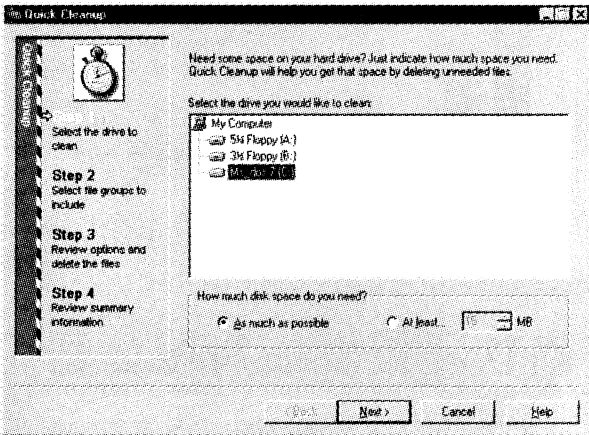 Quick Cleanup
Quick Cleanup
Need some space on your hard drive? Just indicate how much space you need.
Quick Cleanup will help you get that space by deleting unneeded files.
Select the drive to
clean
Step 2
Select file groups to
include
Step 3
Review options and
delete the files
Step 4
Review summary
information
Select the drive you would like to clean:
My Computer
5¼ Floppy (A:)
3½ Floppy (B:)
(C:)
How much disk space do you need?
As much as possible
At least...
MB
< Back
Next >
Cancel
Help